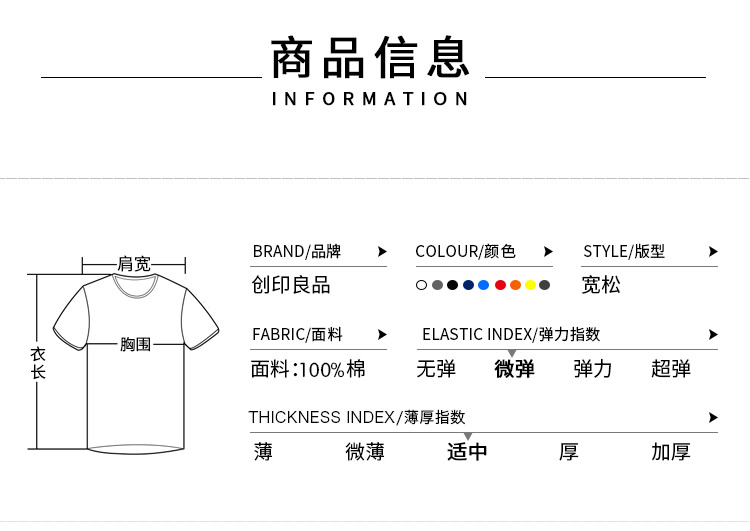 商品信息
INFORMATION
肩宽
胸围
衣长
BRAND/品牌
COLOUR/颜色
STYLE/版型
创印良品
宽松
FABRIC/面料
ELASTIC INDEX/弹力指数
面料:100%棉
无弹 微弹 弹力 超弹
THICKNESS INDEX/薄厚指数
薄 微薄 适中 厚 加厚